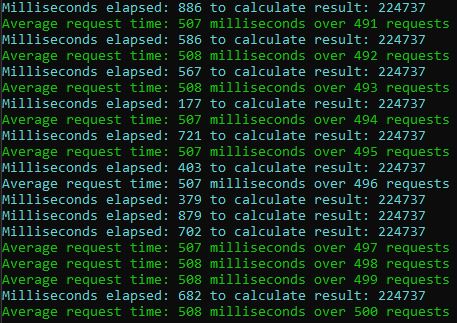 Milliseconds elapsed: 886 to calculate result: 224737
Average request time: 507 milliseconds over 491 requests
Milliseconds elapsed: 586 to calculate result: 224737
Average request time: 508 milliseconds over 492 requests
Milliseconds elapsed: 567 to calculate result: 224737
Average request time: 508 milliseconds over 493 requests
Milliseconds elapsed: 177 to calculate result: 224737
Average request time: 507 milliseconds over 494 requests
Milliseconds elapsed: 721 to calculate result: 224737
Average request time: 507 milliseconds over 495 requests
Milliseconds elapsed: 403 to calculate result: 224737
Average request time: 507 milliseconds over 496 requests
Milliseconds elapsed: 379 to calculate result: 224737
Milliseconds elapsed: 879 to calculate result: 224737
Milliseconds elapsed: 702 to calculate result: 224737
Average request time: 507 milliseconds over 497 requests
Average request time: 508 milliseconds over 498 requests
Average request time: 508 milliseconds over 499 requests
Milliseconds elapsed: 682 to calculate result: 224737
Average request time: 508 milliseconds over 500 requests